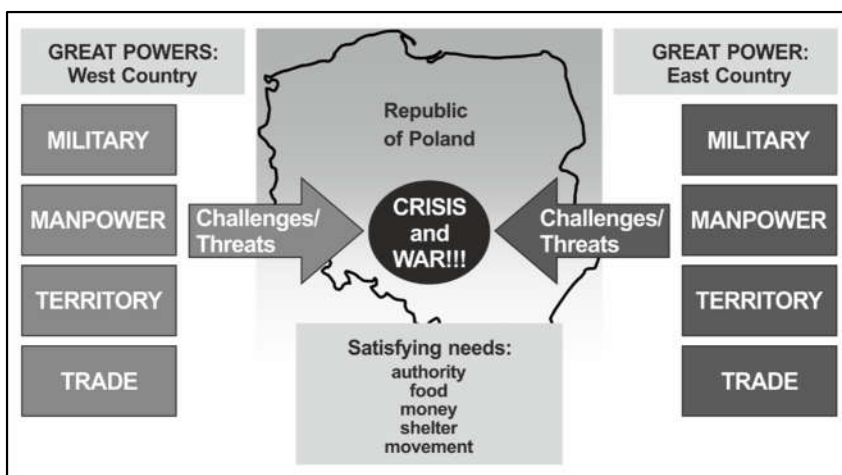 GREAT POWERS:
West Country
MILITARY
MANPOWER
TERRITORY
TRADE
Challenges/
Threats
Republic
of Poland
CRISIS
and
WAR!!!
Satisfying needs:
authority
food
money
shelter
movement
GREAT POWER:
East Country
MILITARY
MANPOWER
TERRITORY
TRADE
Challenges/
Threats